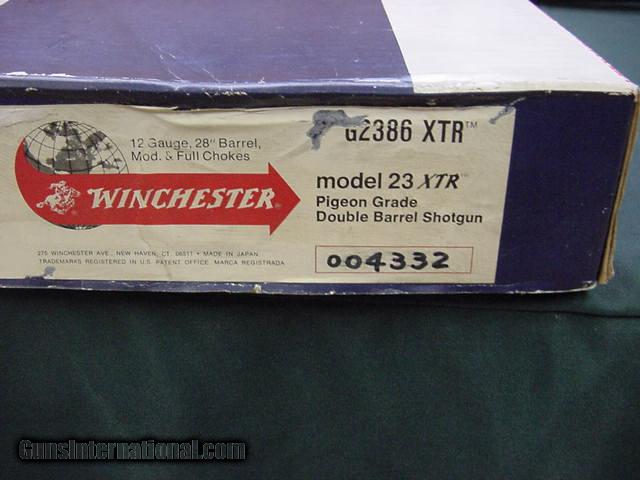 12 Gauge, 28" Barrel,
Mod. & Full Chokes
WINCHESTER
275 WINCHESTER AVE., NEW HAVEN, CT. 06511 • MADE IN JAPAN
TRADEMARKS REGISTERED IN U.S. PATENT OFFICE. MARCA REGISTRADA
G2386 XTR™
model 23 XTR™
Pigeon Grade
Double Barrel Shotgun
004332
GunsInternational.com